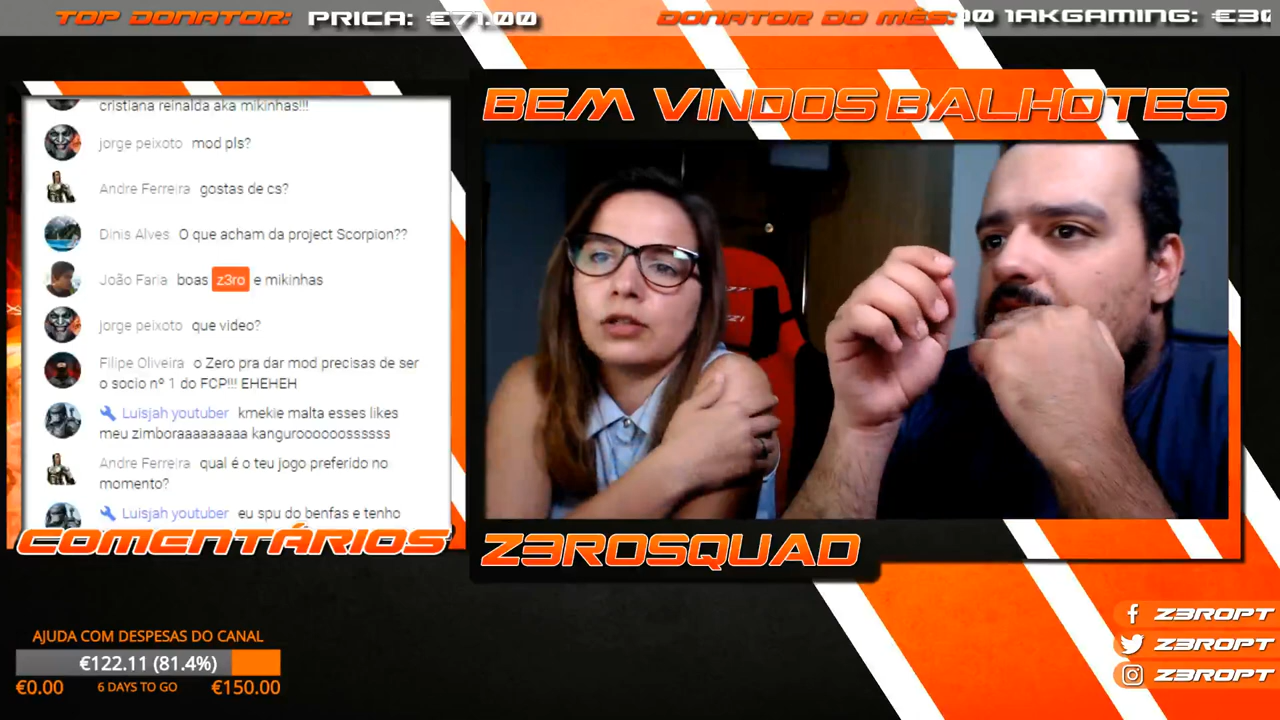 TOP DONATOR: PRICA: €71.00
DONATOR DO MÊS: 1AKGAMING:
BEM VINDOS BALHOTES
cristiana reinalda aka mikinhas!!!
jorge peixoto mod pls?
Andre Ferreira gostas de cs?
Dinis Alves O que acham da project Scorpion??
João Faria boas z3ro e mikinhas
jorge peixoto que video?
Filipe Oliveira o Zero pra dar mod precisas de ser
o socio nº 1 do FCP!!! EHEHEH
Luisjah youtuber kmekie malta esses likes
meu zimboraaaaaaaaa kanguroooooossssss
Andre Ferreira qual é o teu jogo preferido no
momento?
Luisjah youtuber eu spu do benfas e tenho
COMENTÁRIOS
Z3ROSQUAD
AJUDA COM DESPESAS DO CANAL
€122.11 (81.4%)
€0.00 6 DAYS TO GO €150.00
Z3ROPT
Z3ROPT
Z3ROPT